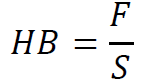 HB = F/S